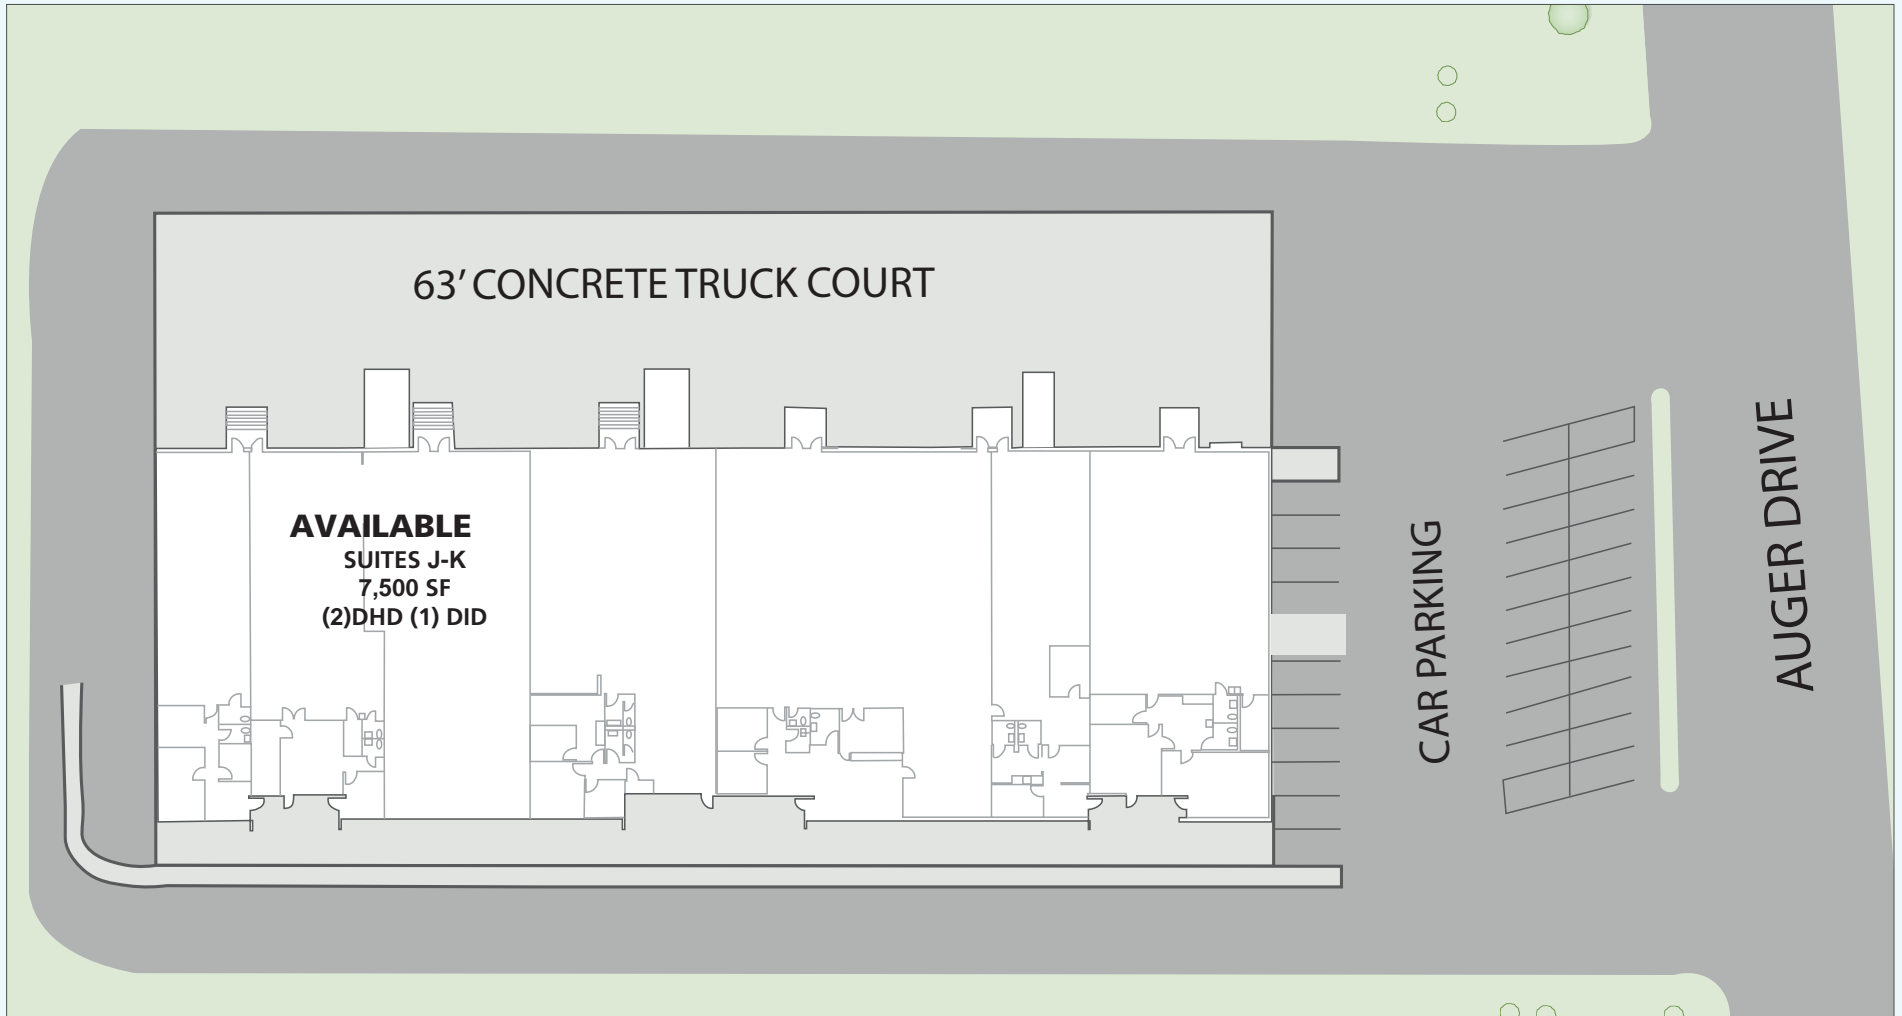 63’ CONCRETE TRUCK COURT
AVAILABLE
SUITES J-K
7,500 SF
(2)DHD (1) DID
CAR PARKING
AUGER DRIVE